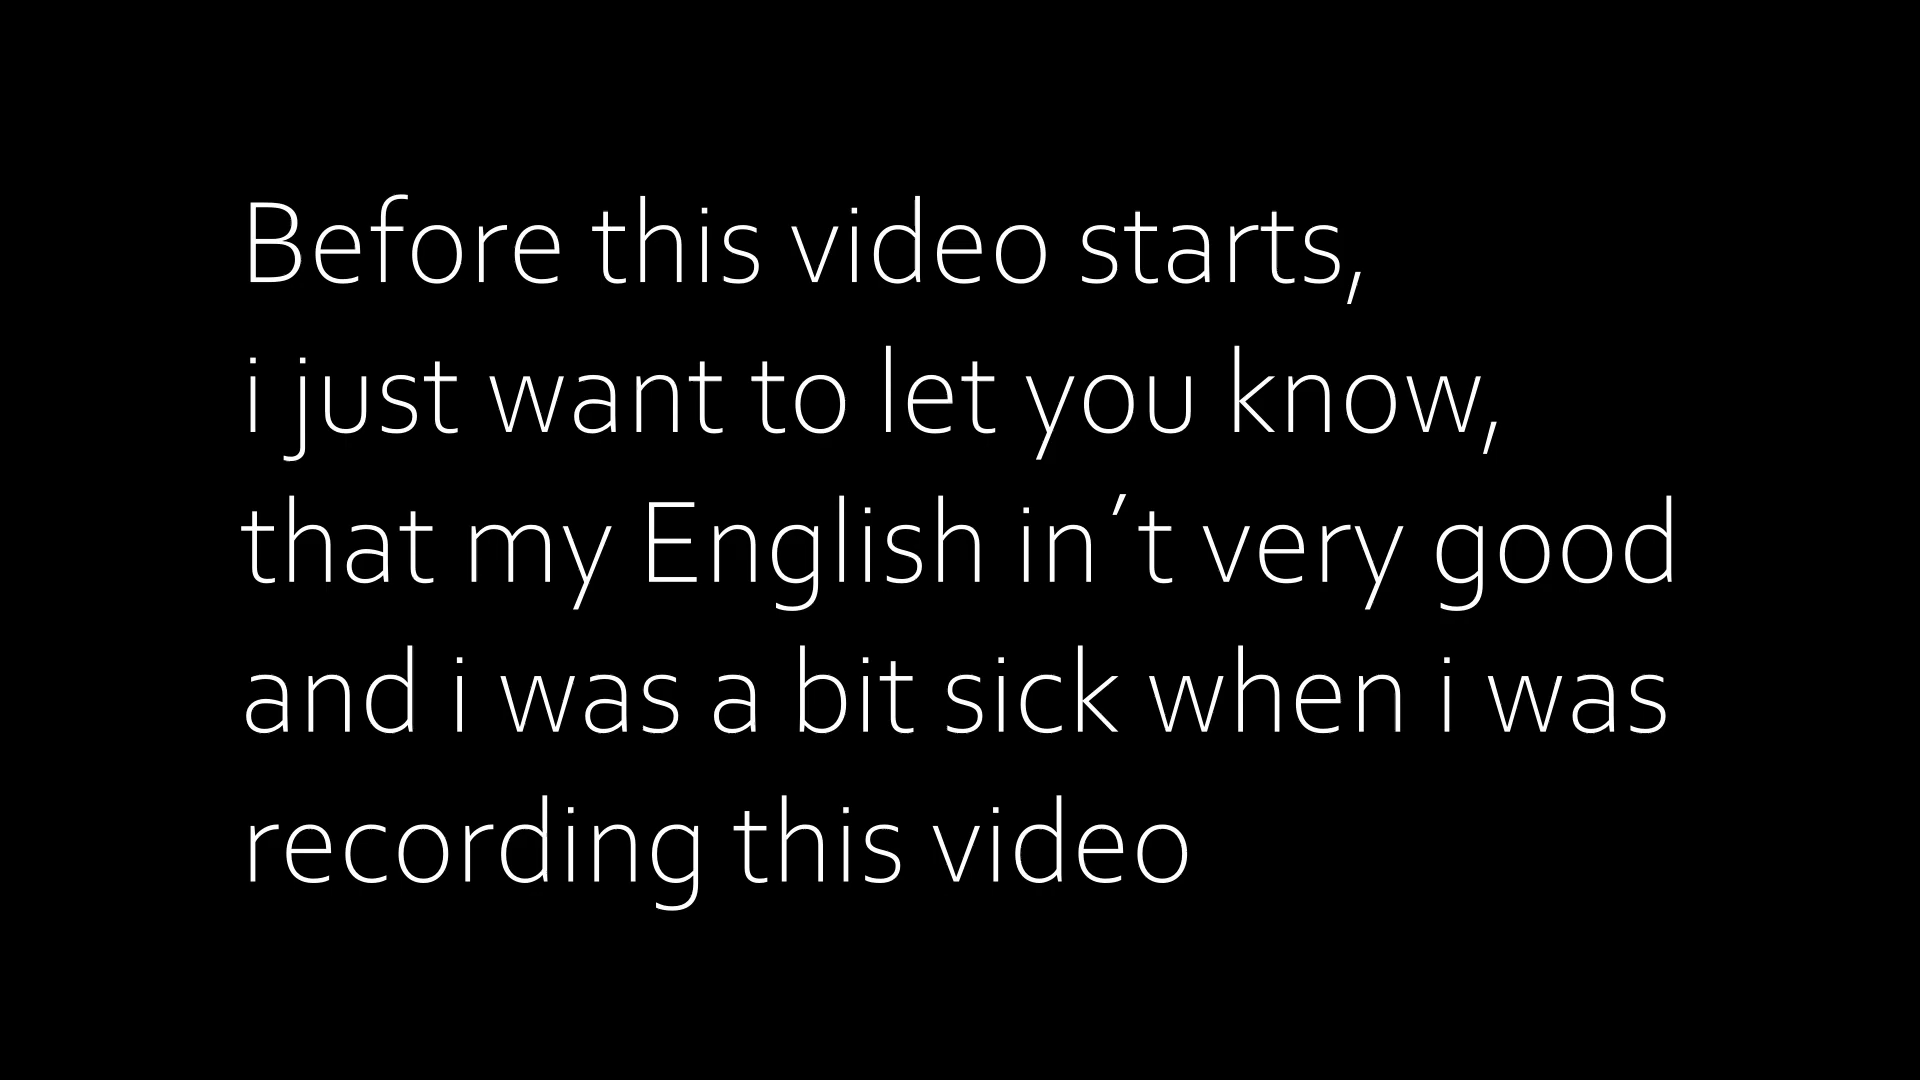 Before this video starts,
i just want to let you know,
that my English in´t very good
and i was a bit sick when i was
recording this video